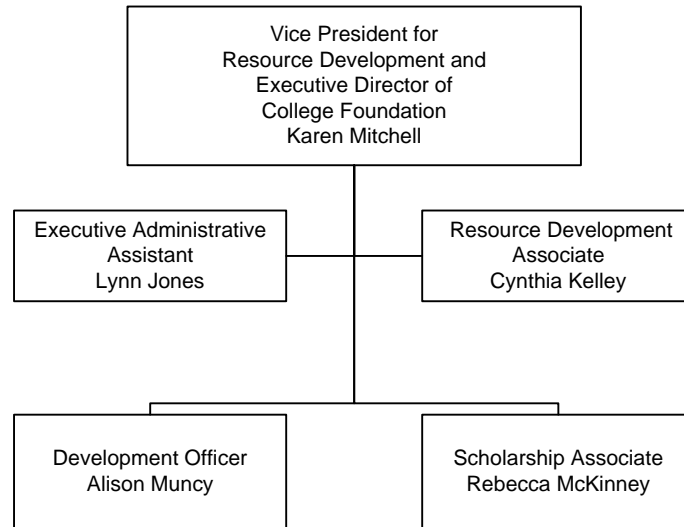 Vice President for
Resource Development and
Executive Director of
College Foundation
Karen Mitchell
Executive Administrative
Assistant
Lynn Jones
Resource Development
Associate
Cynthia Kelley
Development Officer
Alison Muncy
Scholarship Associate
Rebecca McKinney